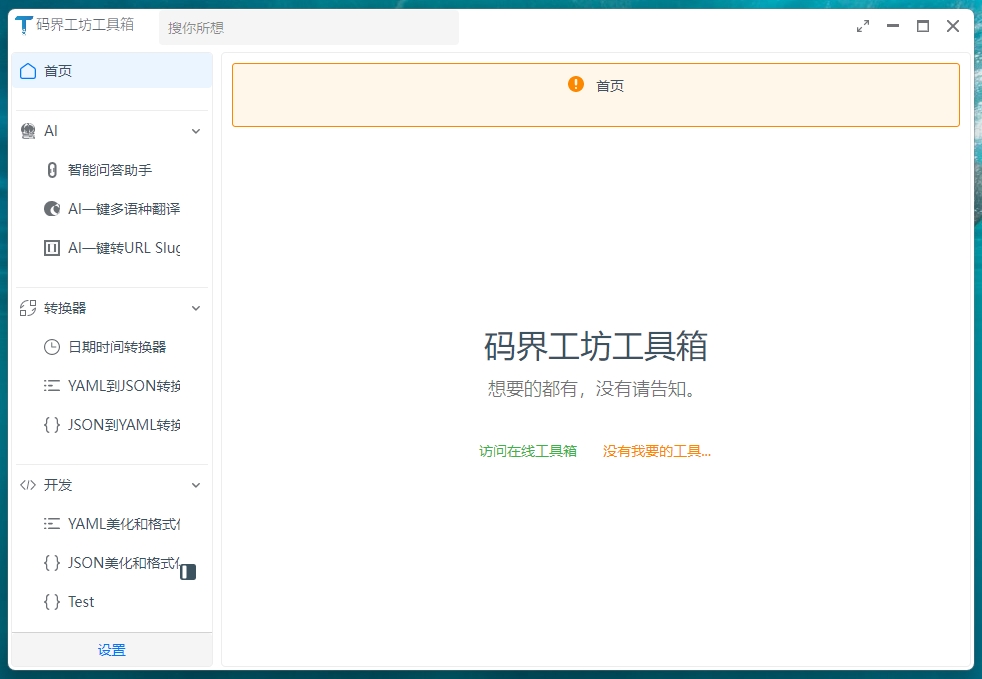 码界工坊工具箱
搜你所想
首页
首页
AI
智能问答助手
AI一键多语种翻译
AI一键转URL Slug
转换器
日期时间转换器
YAML到JSON转换
JSON到YAML转换
开发
YAML美化和格式化
JSON美化和格式化
Test
设置
码界工坊工具箱
想要的都有，没有请告知。
访问在线工具箱
没有我要的工具...